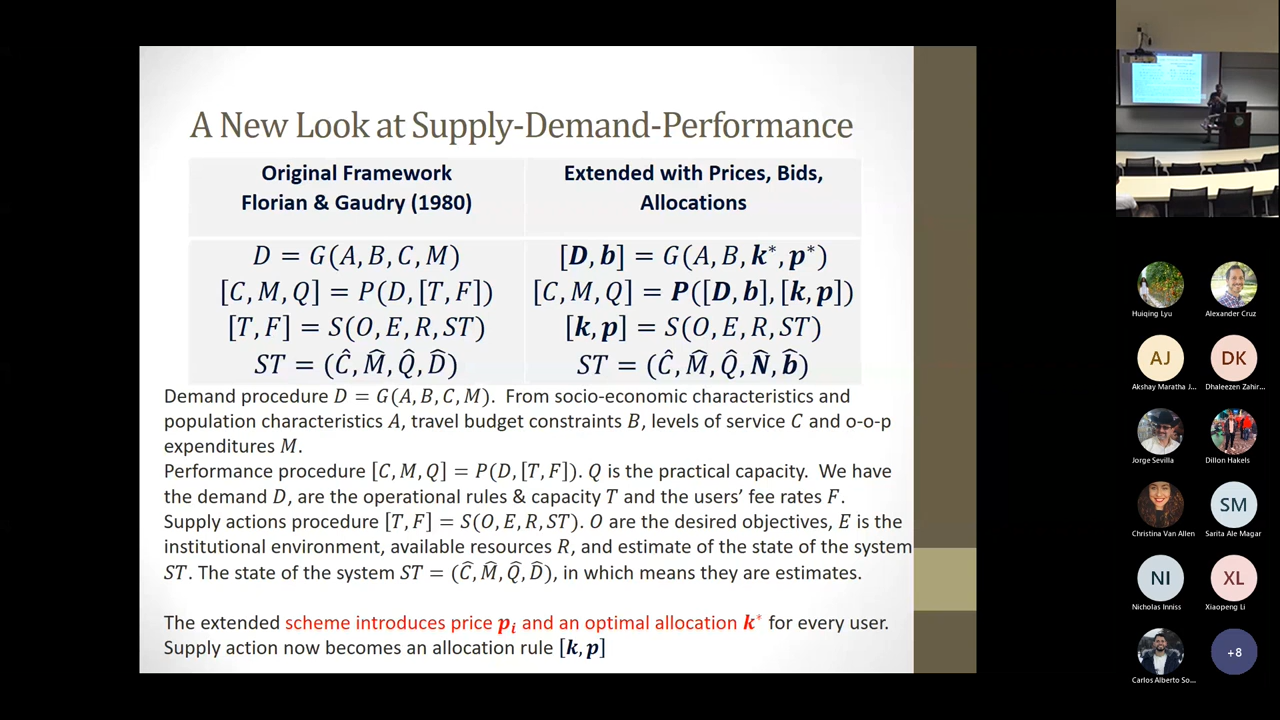 A New Look at Supply-Demand-Performance
Original Framework
Florian & Gaudry (1980)
Extended with Prices, Bids,
Allocations
D = G(A, B, C, M)
[D, b] = G(A, B, k*, p*)
[C, M, Q] = P(D, [T, F])
[C, M, Q] = P([D, b], [k, p])
[T, F] = S(O, E, R, ST)
[k, p] = S(O, E, R, ST)
ST = (Ĉ, M̂, Q̂, D̂)
ST = (Ĉ, M̂, Q̂, N̂, b̂)
Demand procedure D = G(A, B, C, M). From socio-economic characteristics and
population characteristics A, travel budget constraints B, levels of service C and o-o-p
expenditures M.
Performance procedure [C, M, Q] = P(D, [T, F]). Q is the practical capacity. We have
the demand D, are the operational rules & capacity T and the users' fee rates F.
Supply actions procedure [T, F] = S(O, E, R, ST). O are the desired objectives, E is the
institutional environment, available resources R, and estimate of the state of the system
ST. The state of the system ST = (Ĉ, M̂, Q̂, D̂), in which means they are estimates.
The extended scheme introduces price pᵢ and an optimal allocation k* for every user.
Supply action now becomes an allocation rule [k, p]
Huiqing Lyu
Alexander Cruz
AJ
DK
Akshay Maratha J...
Dhaleezen Zahir...
Jorge Sevilla
Dillon Hakels
SM
Christina Van Allen
Sarita Ale Magar
NI
XL
Nicholas Inniss
Xiaopeng Li
+8
Carlos Alberto So...